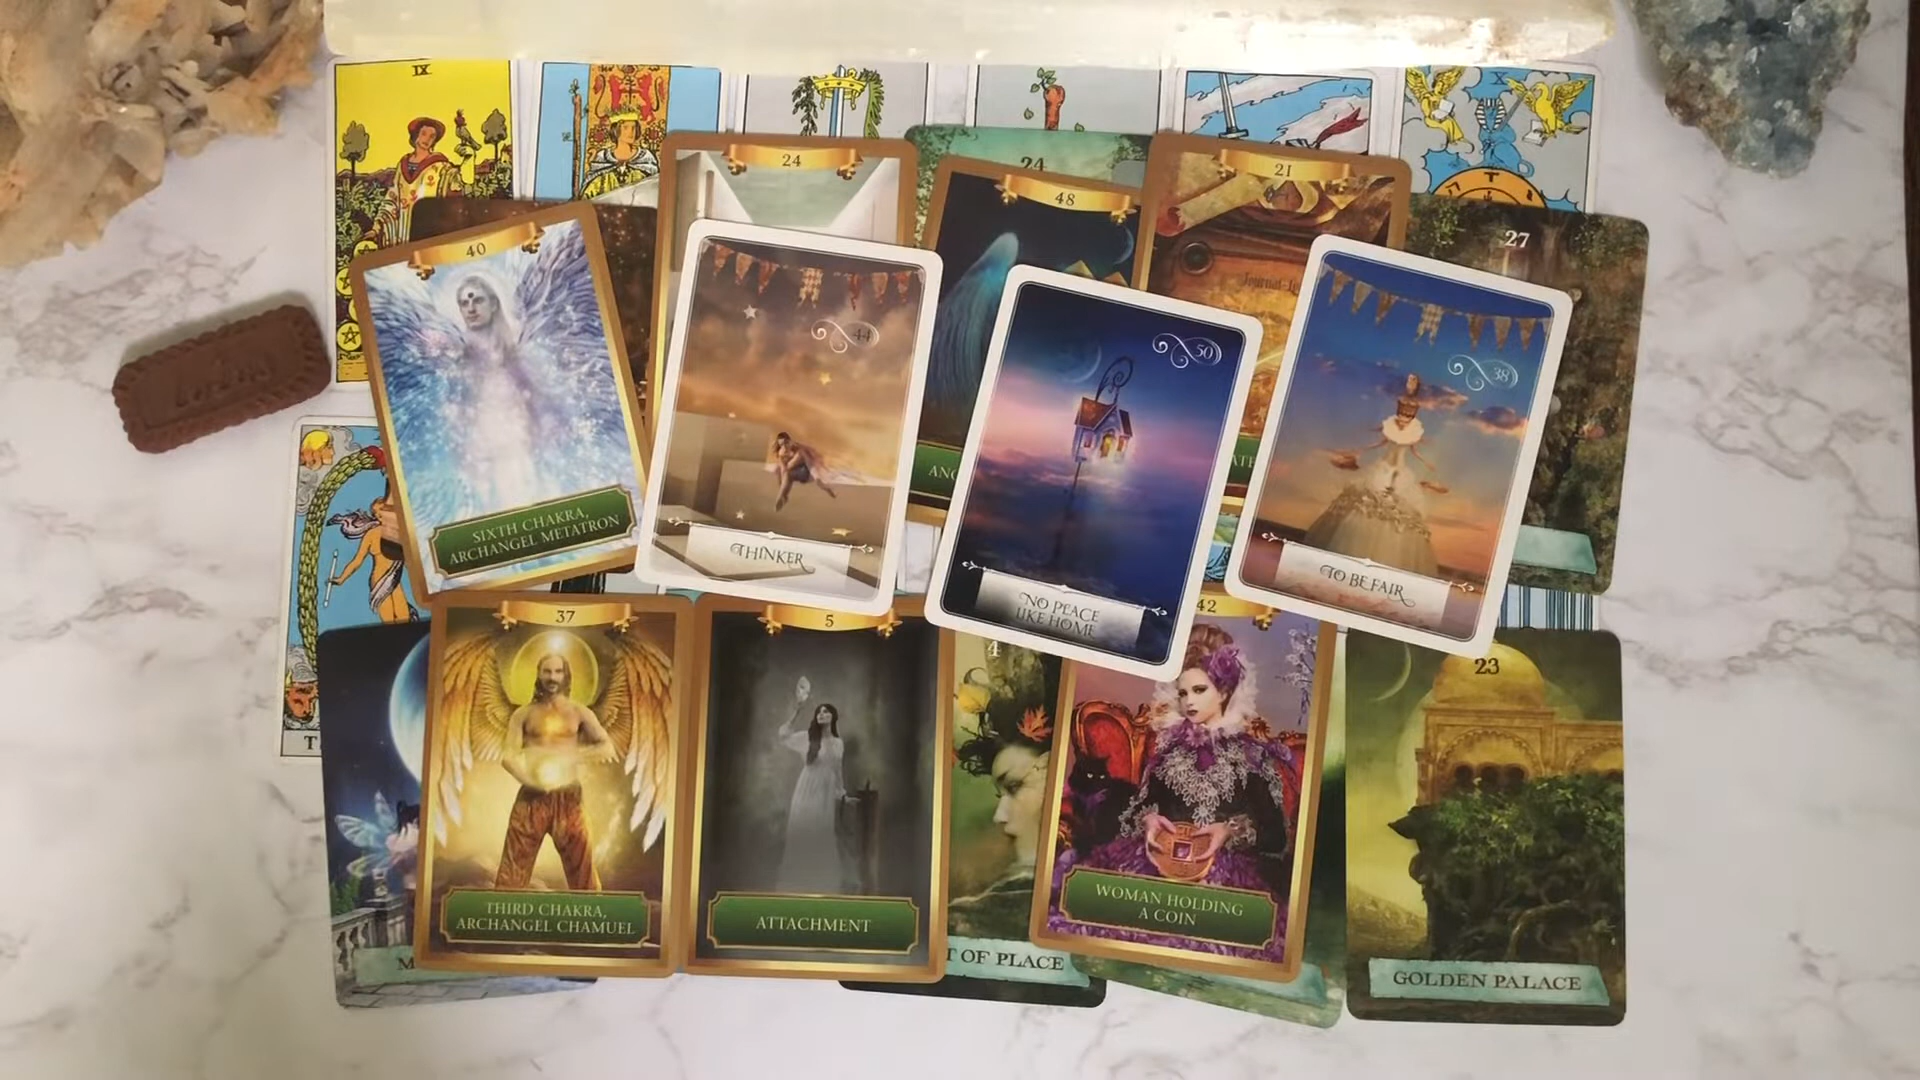 IX
X
24
24
48
21
27
40
44
50
38
SIXTH CHAKRA,
ARCHANGEL METATRON
THINKER
NO PEACE
LIKE HOME
TO BE FAIR
37
5
4
42
23
THIRD CHAKRA,
ARCHANGEL CHAMUEL
ATTACHMENT
WOMAN HOLDING
A COIN
T OF PLACE
GOLDEN PALACE